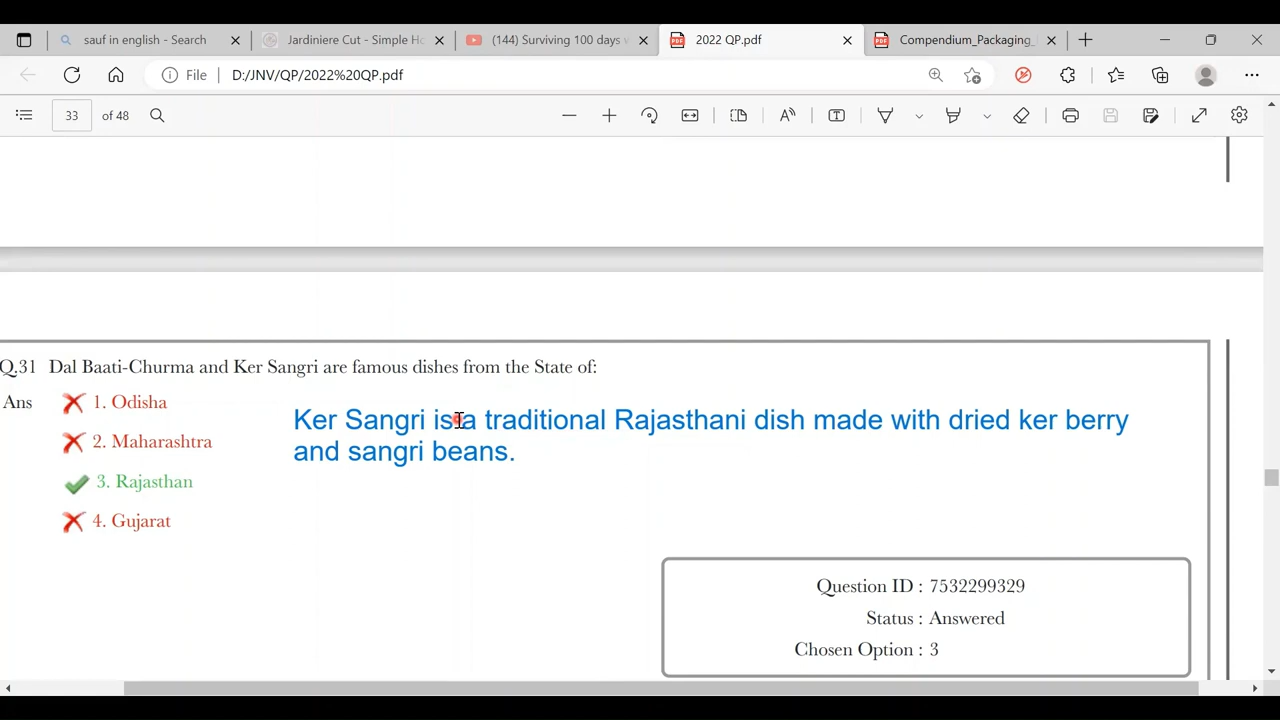 sauf in english - Search
Jardiniere Cut - Simple Ho
(144) Surviving 100 days
2022 QP.pdf
Compendium_Packaging_
File
D:/JNV/QP/2022%20QP.pdf
33 of 48
Q.31 Dal Baati-Churma and Ker Sangri are famous dishes from the State of:
Ans 1. Odisha
2. Maharashtra
3. Rajasthan
4. Gujarat
Ker Sangri is a traditional Rajasthani dish made with dried ker berry
and sangri beans.
Question ID : 7532299329
Status : Answered
Chosen Option : 3